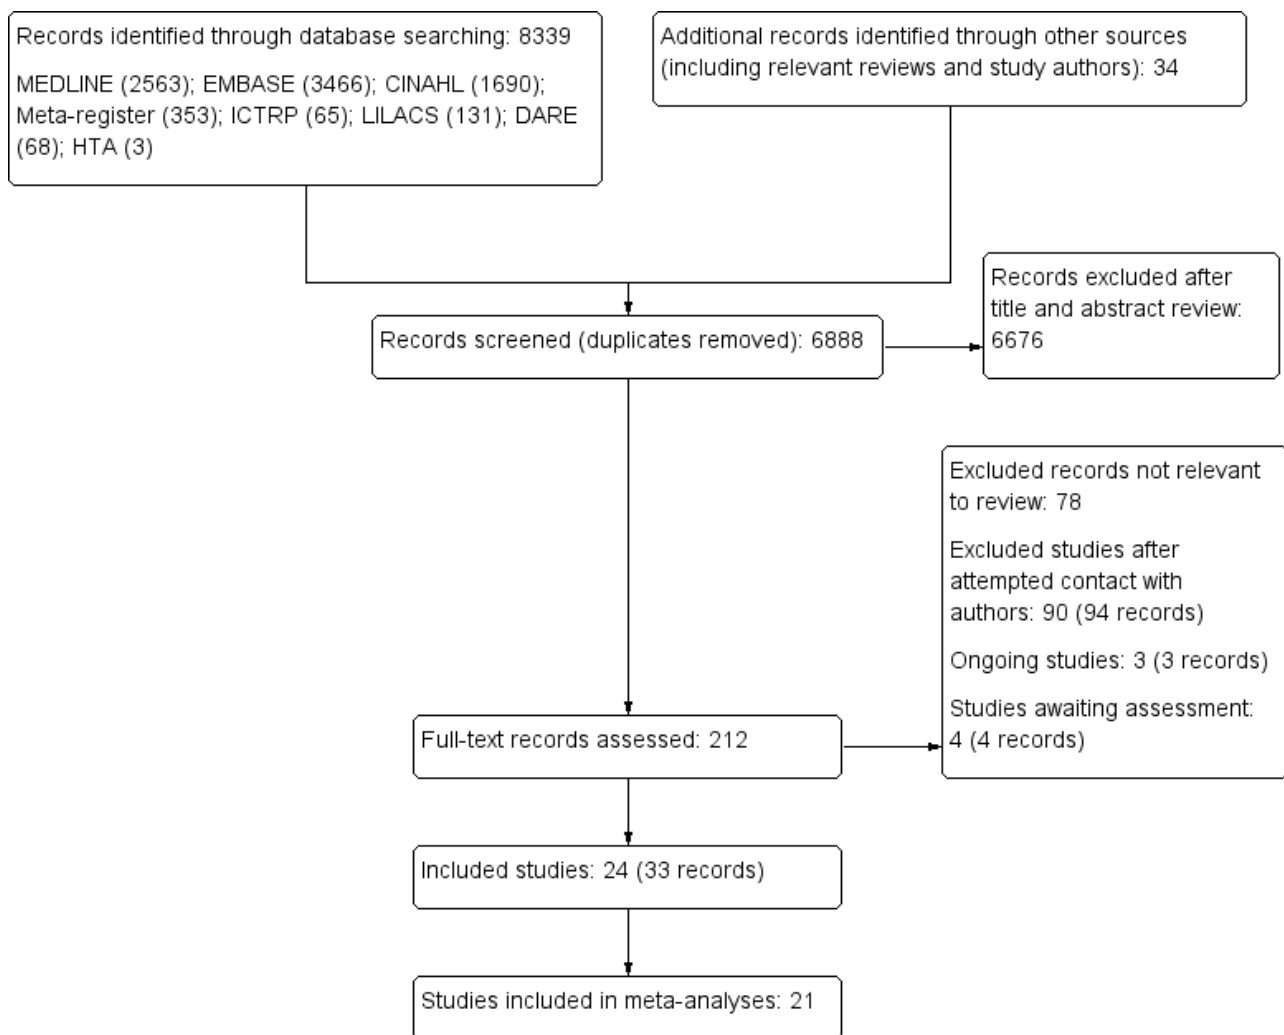 Records identified through database searching: 8339
MEDLINE (2563); EMBASE (3466); CINAHL (1690);
Meta-register (353); ICTRP (65); LILACS (131); DARE
(68); HTA (3)
Additional records identified through other sources
(including relevant reviews and study authors): 34
Records screened (duplicates removed): 6888
Records excluded after
title and abstract review:
6676
Excluded records not relevant
to review: 78
Excluded studies after
attempted contact with
authors: 90 (94 records)
Ongoing studies: 3 (3 records)
Studies awaiting assessment:
4 (4 records)
Full-text records assessed: 212
Included studies: 24 (33 records)
Studies included in meta-analyses: 21